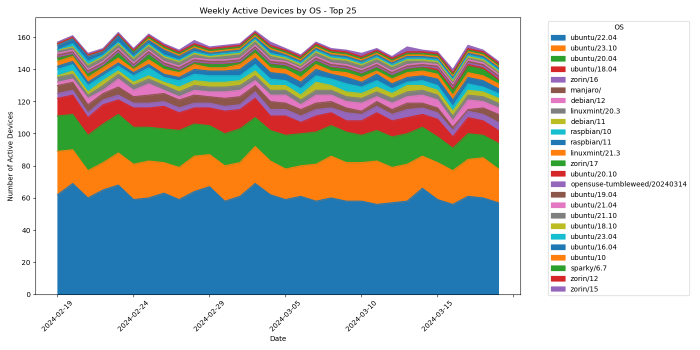 Weekly Active Devices by OS - Top 25
Number of Active Devices
160
140
120
100
80
60
40
20
0
2024-02-19
2024-02-24
2024-02-29
2024-03-05
2024-03-10
2024-03-15
Date
OS
ubuntu/22.04
ubuntu/23.10
ubuntu/20.04
ubuntu/18.04
zorin/16
manjaro/
debian/12
linuxmint/20.3
debian/11
raspbian/10
raspbian/11
linuxmint/21.3
zorin/17
ubuntu/20.10
opensuse-tumbleweed/20240314
ubuntu/19.04
ubuntu/21.04
ubuntu/21.10
ubuntu/18.10
ubuntu/23.04
ubuntu/16.04
ubuntu/10
sparky/6.7
zorin/12
zorin/15